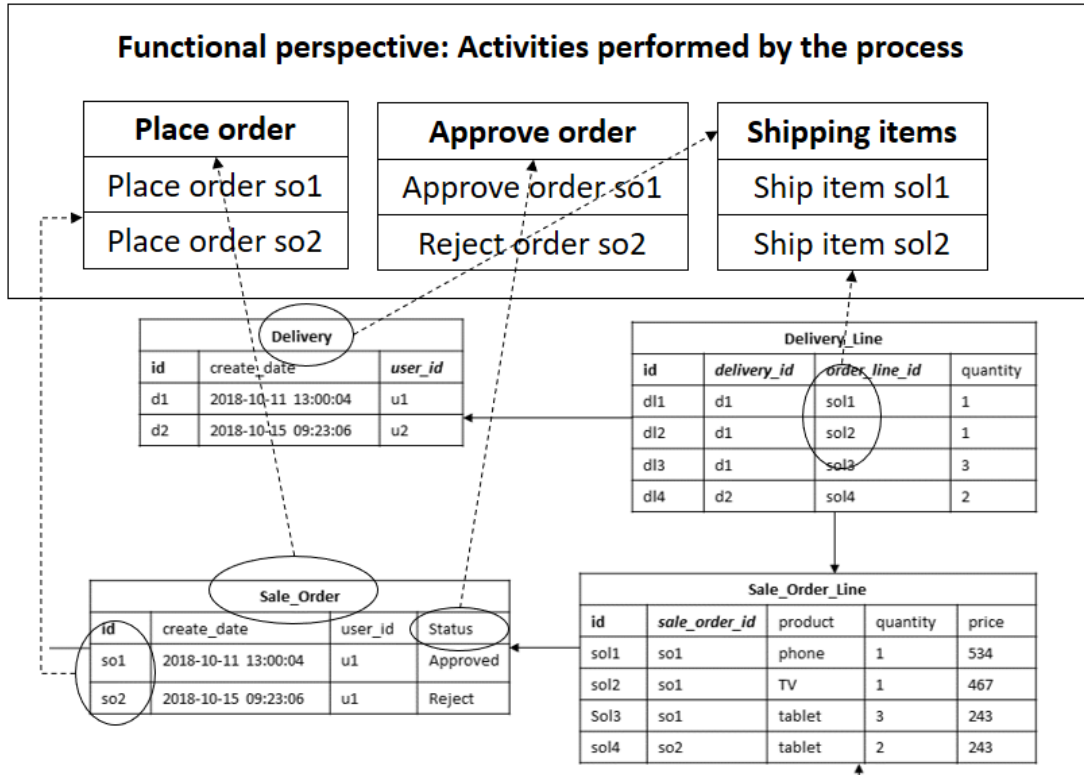 Functional perspective: Activities performed by the process
Place order
Place order so1
Place order so2
Approve order
Approve order so1
Reject order so2
Shipping items
Ship item sol1
Ship item sol2
Delivery
id create_date user_id
d1 2018-10-11 13:00:04 u1
d2 2018-10-15 09:23:06 u2
Delivery_Line
id delivery_id order_line_id quantity
dl1 d1 sol1 1
dl2 d1 sol2 1
dl3 d1 sol3 3
dl4 d2 sol4 2
Sale_Order
id create_date user_id Status
so1 2018-10-11 13:00:04 u1 Approved
so2 2018-10-15 09:23:06 u1 Reject
Sale_Order_Line
id sale_order_id product quantity price
sol1 so1 phone 1 534
sol2 so1 TV 1 467
Sol3 so1 tablet 3 243
sol4 so2 tablet 2 243